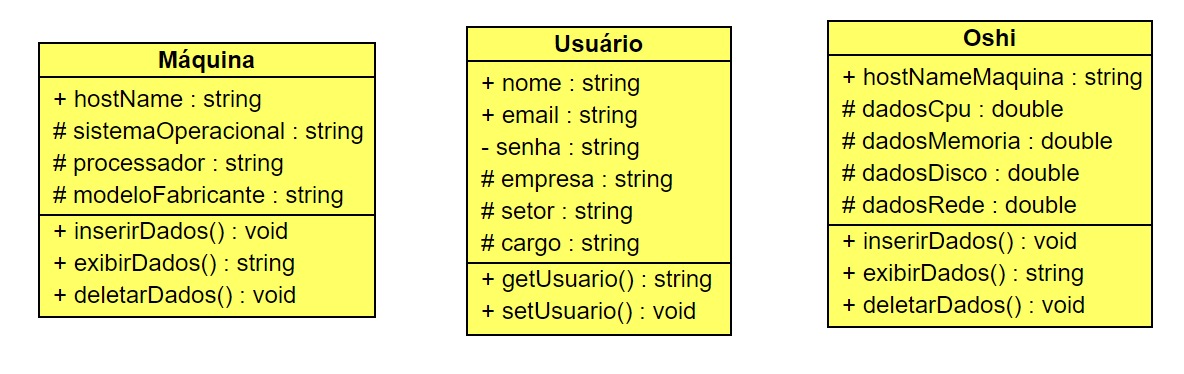 Máquina
+ hostName : string
# sistemaOperacional : string
# processador : string
# modeloFabricante : string
+ inserirDados() : void
+ exibirDados() : string
+ deletarDados() : void
Usuário
+ nome : string
+ email : string
- senha : string
# empresa : string
# setor : string
# cargo : string
+ getUsuario() : string
+ setUsuario() : void
Oshi
+ hostNameMaquina : string
# dadosCpu : double
# dadosMemoria : double
# dadosDisco : double
# dadosRede : double
+ inserirDados() : void
+ exibirDados() : string
+ deletarDados() : void